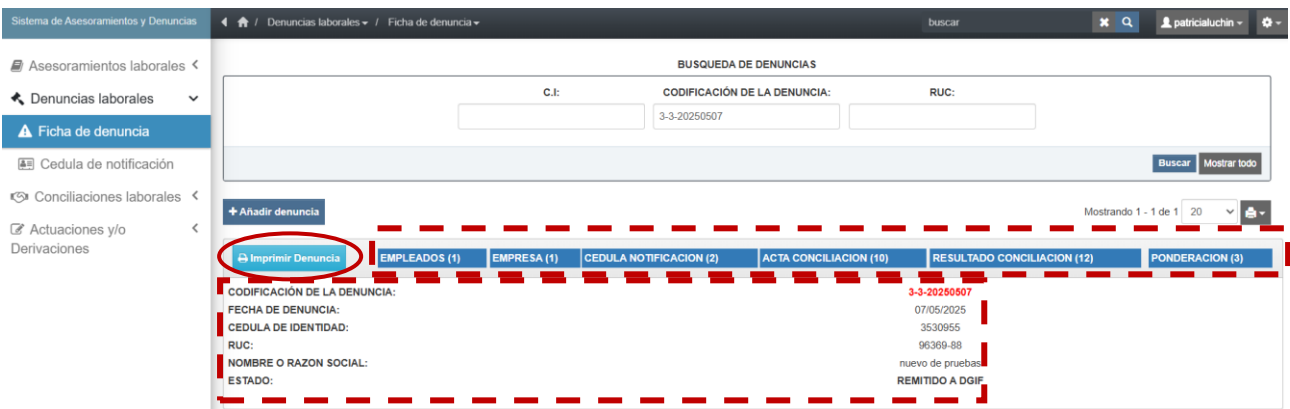 Sistema de Asesoramientos y Denuncias
/ Denuncias laborales / Ficha de denuncia
buscar
patricialuchin
Asesoramientos laborales
Denuncias laborales
Ficha de denuncia
Cedula de notificación
Conciliaciones laborales
Actuaciones y/o
Derivaciones
BUSQUEDA DE DENUNCIAS
C.I: CODIFICACIÓN DE LA DENUNCIA: RUC:
3-3-20250507
Buscar Mostrar todo
+ Añadir denuncia
Mostrando 1 - 1 de 1 20
Imprimir Denuncia EMPLEADOS (1) EMPRESA (1) CEDULA NOTIFICACION (2) ACTA CONCILIACION (10) RESULTADO CONCILIACION (12) PONDERACION (3)
CODIFICACIÓN DE LA DENUNCIA: 3-3-20250507
FECHA DE DENUNCIA: 07/05/2025
CEDULA DE IDENTIDAD: 3530955
RUC: 96369-88
NOMBRE O RAZON SOCIAL: nuevo de pruebas
ESTADO: REMITIDO A DGIF